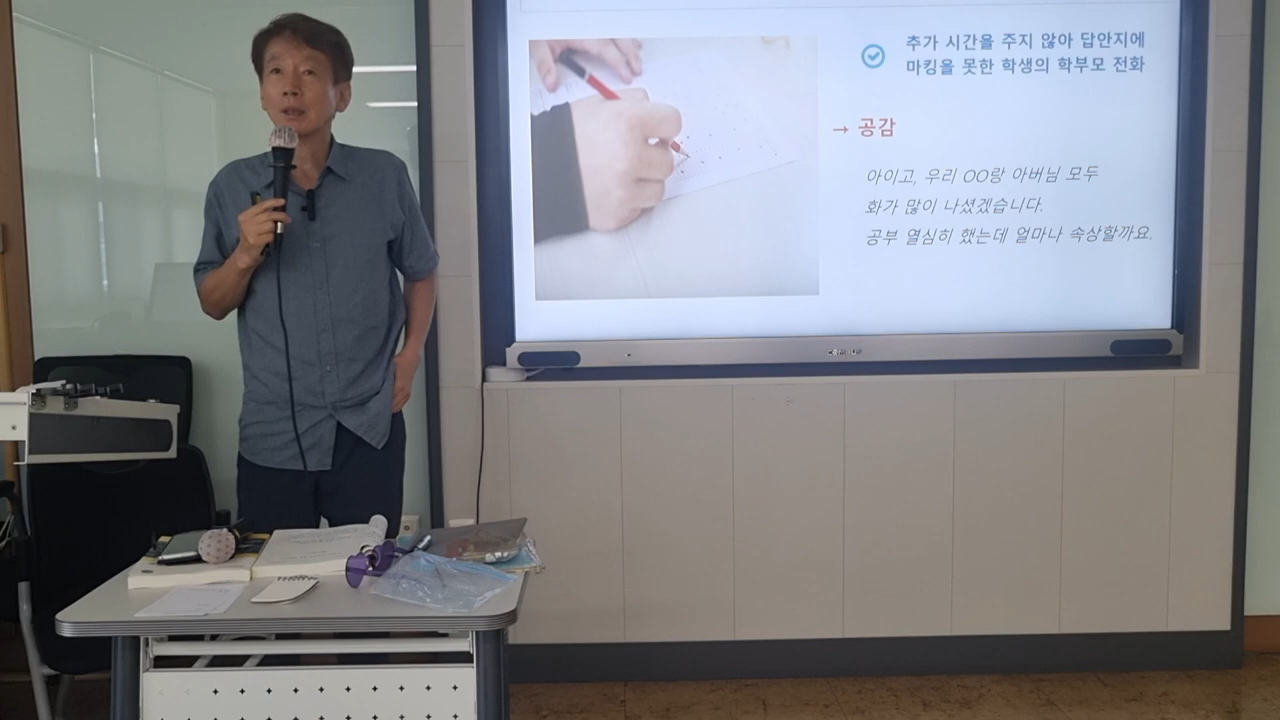 추가 시간을 주지 않아 답안지에
마킹을 못한 학생의 학부모 전화
→ 공감
아이고, 우리 OO랑 아버님 모두
화가 많이 나셨겠습니다.
공부 열심히 했는데 얼마나 속상할까요.